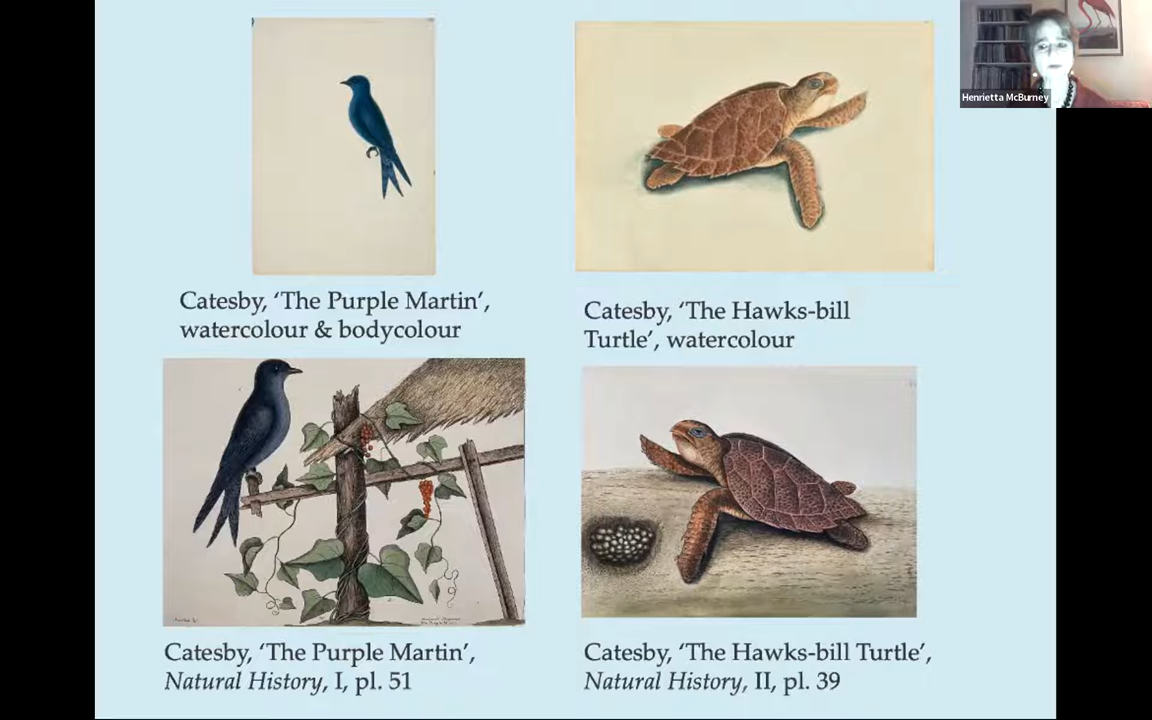 Henrietta McBurney
Catesby, ‘The Purple Martin’,
watercolour & bodycolour
Catesby, ‘The Hawks-bill
Turtle’, watercolour
Catesby, ‘The Purple Martin’,
Natural History, I, pl. 51
Catesby, ‘The Hawks-bill Turtle’,
Natural History, II, pl. 39